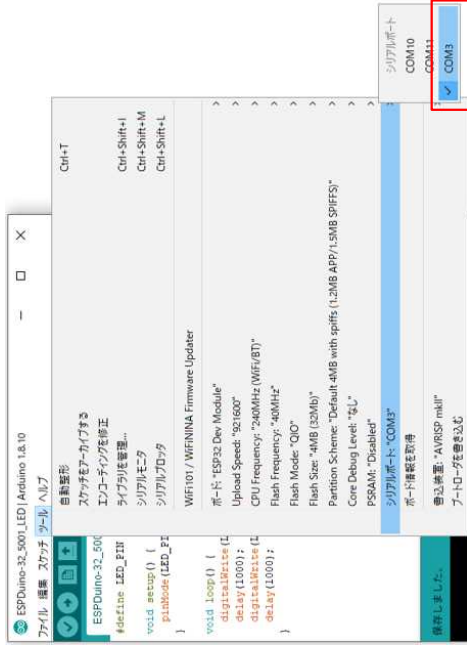 ESPDuino-32_5001_LED | Arduino 1.8.10
ファイル 編集 スケッチ ツール ヘルプ
ESPDuino-32_500
#define LED_PIN
void setup() {
pinMode(LED_PI
}
void loop() {
digitalWrite(L
delay(1000);
digitalWrite(L
delay(1000);
}
保存しました。
自動整形 Ctrl+T
スケッチをアーカイブする
エンコーディングを修正
ライブラリを管理... Ctrl+Shift+I
シリアルモニタ Ctrl+Shift+M
シリアルプロッタ Ctrl+Shift+L
WiFi101 / WiFiNINA Firmware Updater
ボード: "ESP32 Dev Module"
Upload Speed: "921600"
CPU Frequency: "240MHz (WiFi/BT)"
Flash Frequency: "40MHz"
Flash Mode: "QIO"
Flash Size: "4MB (32Mb)"
Partition Scheme: "Default 4MB with spiffs (1.2MB APP/1.5MB SPIFFS)"
Core Debug Level: "なし"
PSRAM: "Disabled"
シリアルポート: "COM3"
ボード情報を取得
書込装置: "AVRISP mkII"
ブートローダを書き込む
シリアルポート
COM10
COM11
COM3